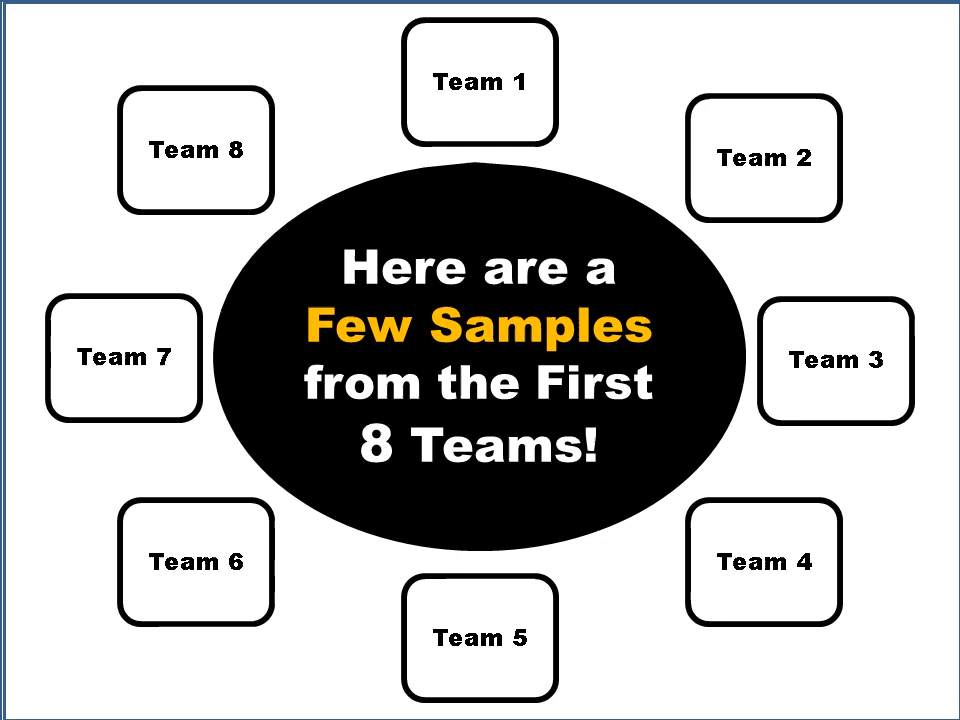 Team 1
Team 8
Team 2
Here are a
Few Samples
from the First
8 Teams!
Team 7
Team 3
Team 6
Team 4
Team 5